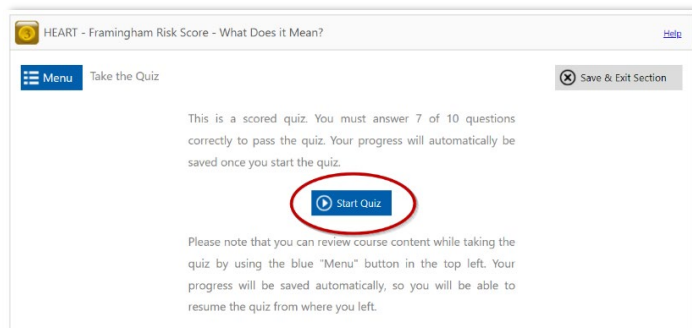 HEART - Framingham Risk Score - What Does it Mean?
Help
Menu
Take the Quiz
Save & Exit Section
This is a scored quiz. You must answer 7 of 10 questions
correctly to pass the quiz. Your progress will automatically be
saved once you start the quiz.
Start Quiz
Please note that you can review course content while taking the
quiz by using the blue "Menu" button in the top left. Your
progress will be saved automatically, so you will be able to
resume the quiz from where you left.